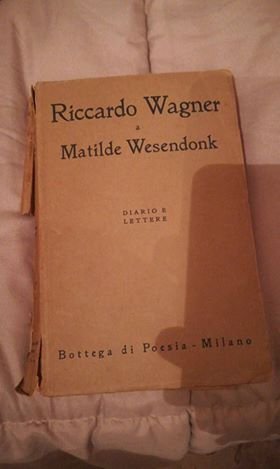 Riccardo Wagner
a
Matilde Wesendonk
DIARIO E
LETTERE
Bottega di Poesia - Milano